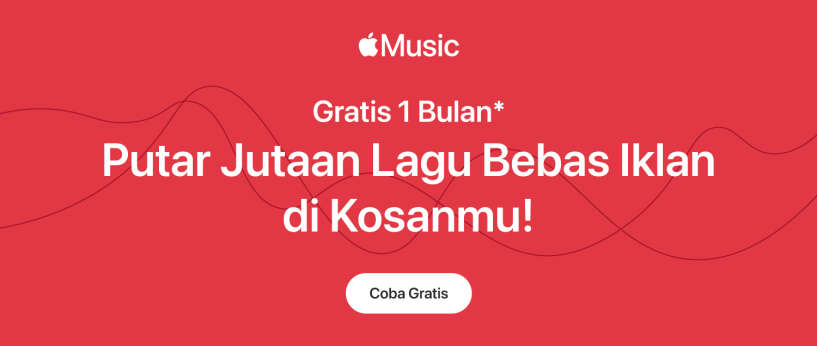 Music
Gratis 1 Bulan*
Putar Jutaan Lagu Bebas Iklan
di Kosanmu!
Coba Gratis